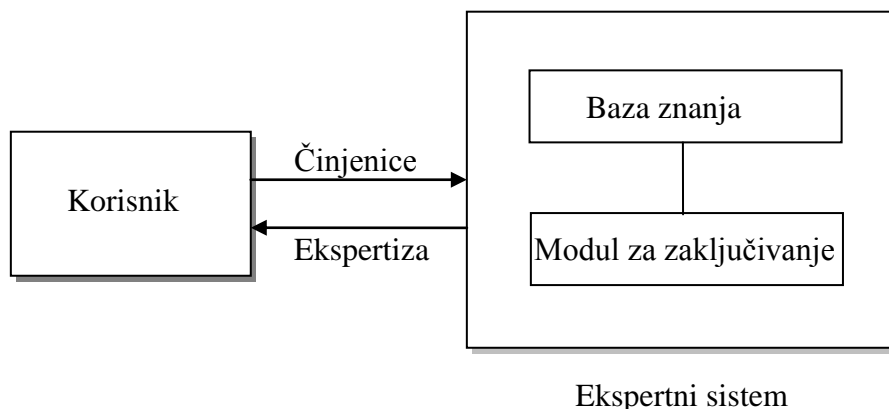 Korisnik
Činjenice
Ekspertiza
Baza znanja
Modul za zaključivanje
Ekspertni sistem